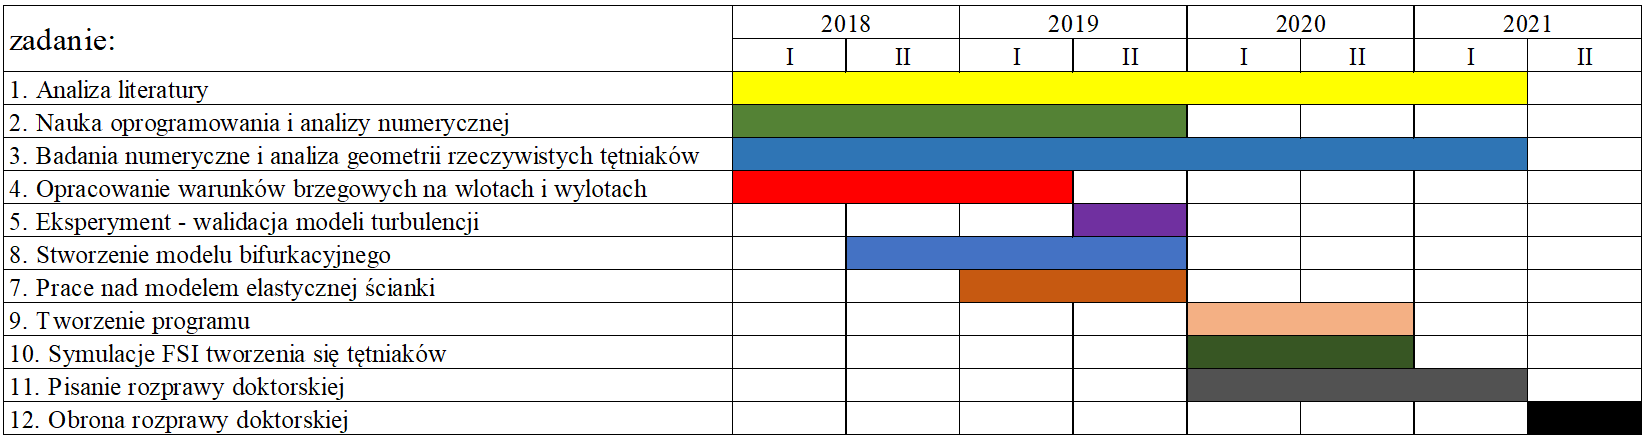 zadanie:
2018 2019 2020 2021
I II I II I II I II
1. Analiza literatury
2. Nauka oprogramowania i analizy numerycznej
3. Badania numeryczne i analiza geometrii rzeczywistych tętniaków
4. Opracowanie warunków brzegowych na wlotach i wylotach
5. Eksperyment - walidacja modeli turbulencji
8. Stworzenie modelu bifurkacyjnego
7. Prace nad modelem elastycznej ścianki
9. Tworzenie programu
10. Symulacje FSI tworzenia się tętniaków
11. Pisanie rozprawy doktorskiej
12. Obrona rozprawy doktorskiej